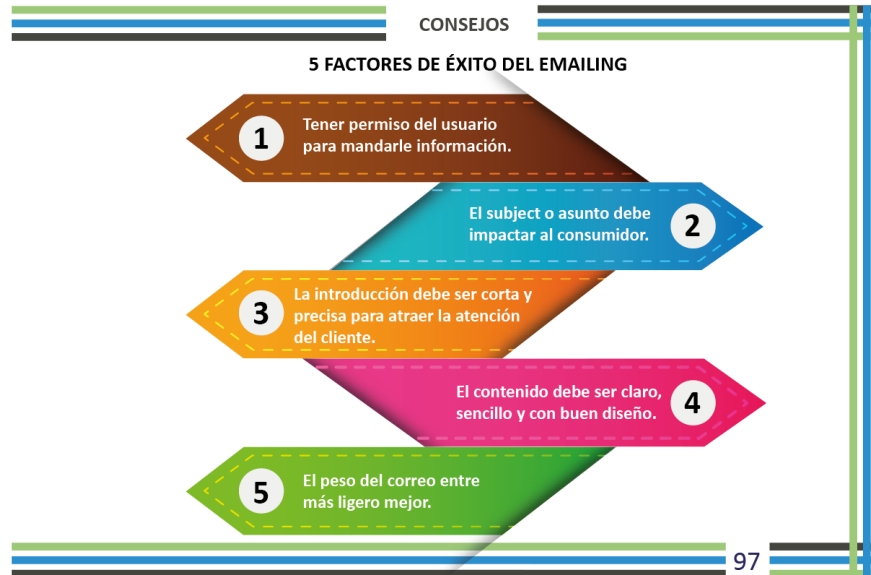 CONSEJOS
5 FACTORES DE ÉXITO DEL EMAILING
1
Tener permiso del usuario
para mandarle información.
El subject o asunto debe
impactar al consumidor.
2
3
La introducción debe ser corta y
precisa para atraer la atención
del cliente.
El contenido debe ser claro,
sencillo y con buen diseño.
4
5
El peso del correo entre
más ligero mejor.
97